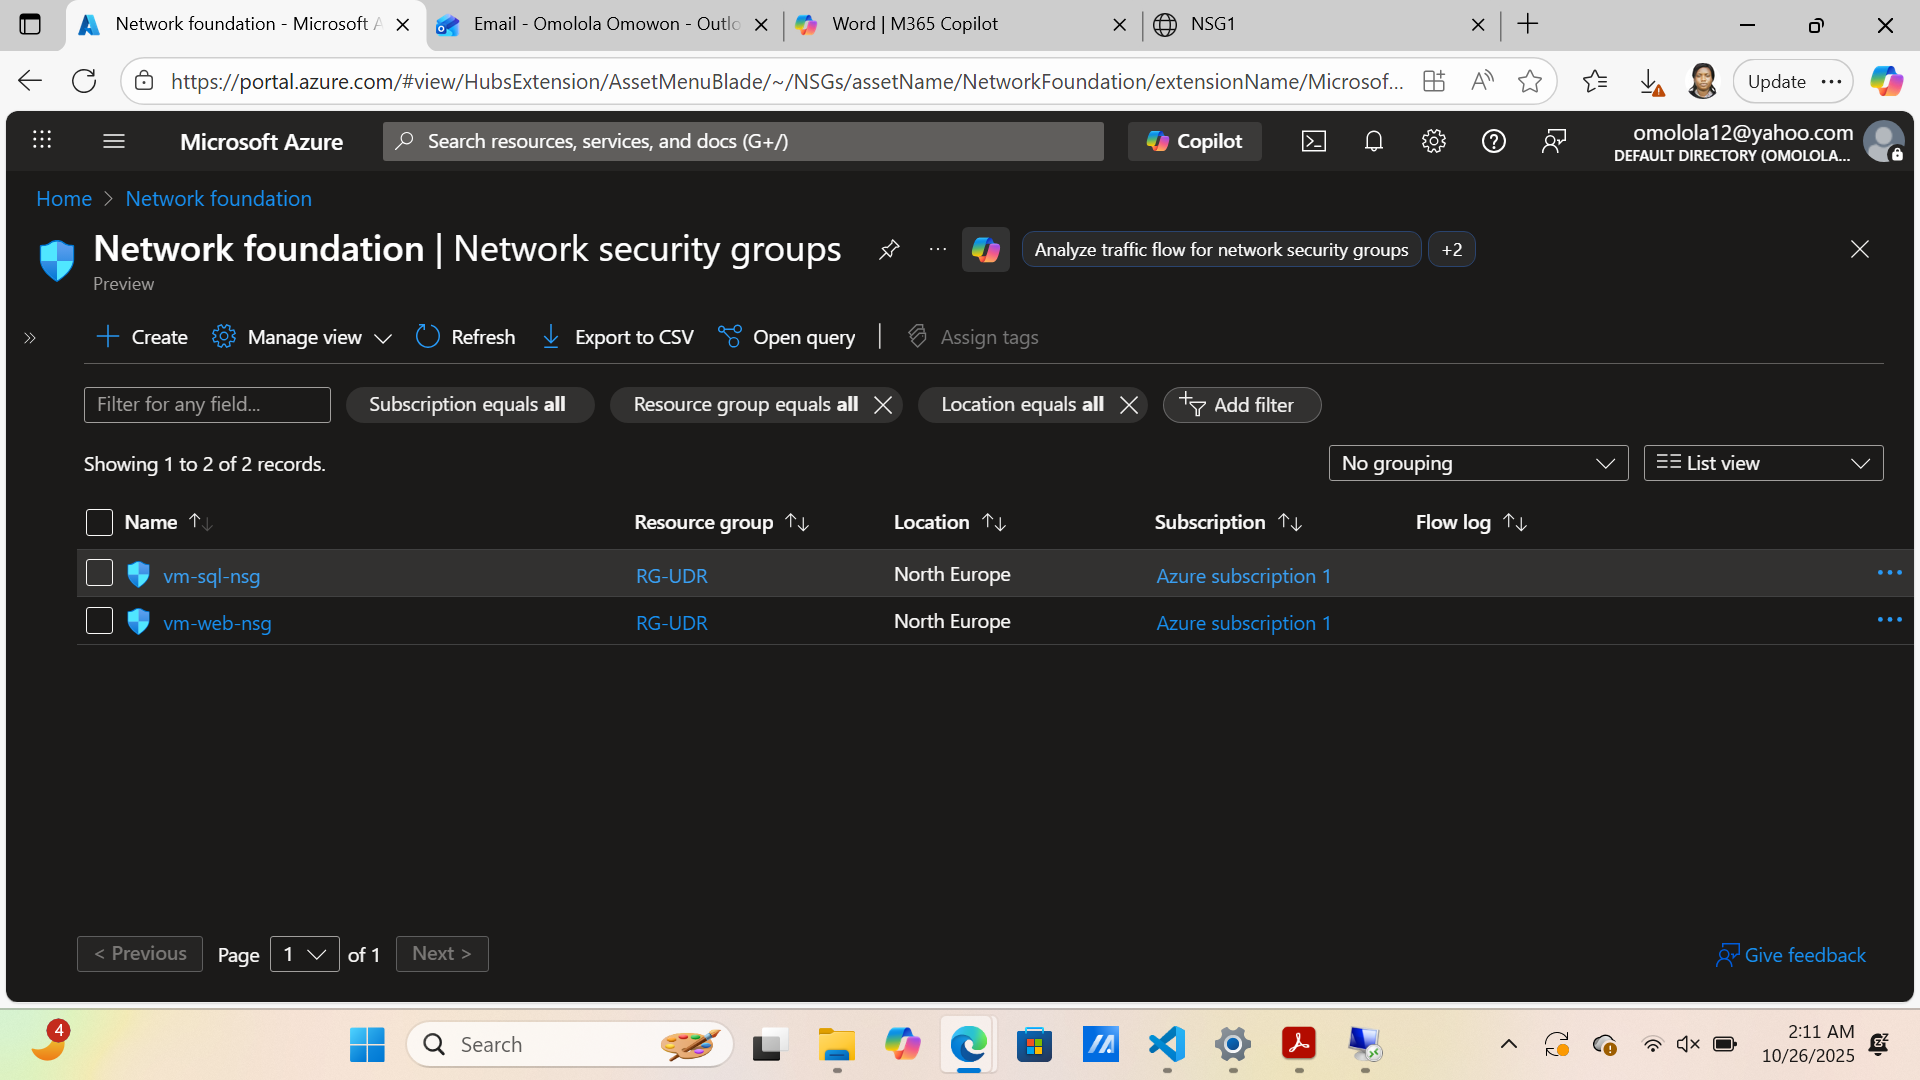 Network foundation - Microsoft A
Email - Omolola Omowon - Outlo
Word | M365 Copilot
NSG1
https://portal.azure.com/#view/HubsExtension/AssetMenuBlade/~/NSGs/assetName/NetworkFoundation/extensionName/Microsof...
Update
Microsoft Azure
Search resources, services, and docs (G+/)
Copilot
omolola12@yahoo.com
DEFAULT DIRECTORY (OMOLOLA...
Home > Network foundation
Network foundation | Network security groups
Analyze traffic flow for network security groups
+2
Preview
Create
Manage view
Refresh
Export to CSV
Open query
Assign tags
Filter for any field...
Subscription equals all
Resource group equals all
Location equals all
Add filter
Showing 1 to 2 of 2 records.
No grouping
List view
Name Resource group Location Subscription Flow log
vm-sql-nsg RG-UDR North Europe Azure subscription 1
vm-web-nsg RG-UDR North Europe Azure subscription 1
< Previous
Page 1 of 1
Next >
Give feedback
4
Search
2:11 AM
10/26/2025